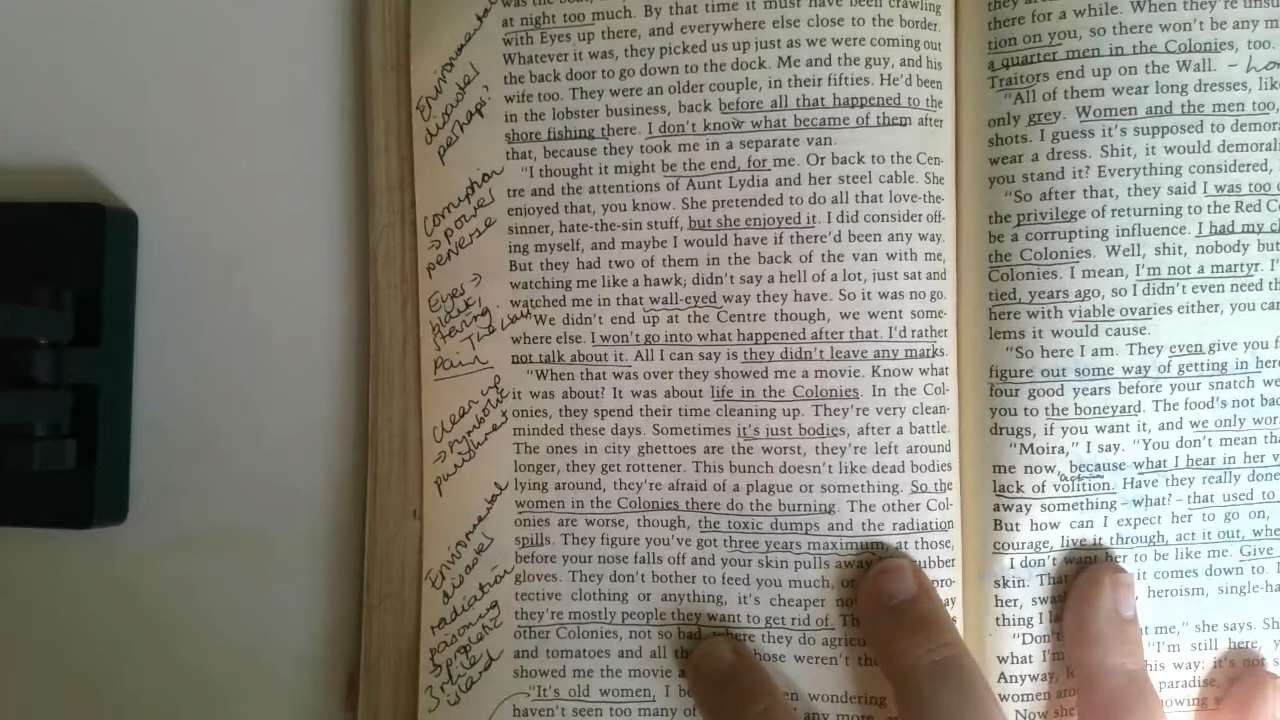 was the
at night too much. By that time it must have been crawling
with Eyes up there, and everywhere else close to the border.
Whatever it was, they picked us up just as we were coming out
the back door to go down to the dock. Me and the guy, and his
wife too. They were an older couple, in their fifties. He'd been
in the lobster business, back before all that happened to the
shore fishing there. I don't know what became of them after
that, because they took me in a separate van.
"I thought it might be the end, for me. Or back to the Cen-
tre and the attentions of Aunt Lydia and her steel cable. She
enjoyed that, you know. She pretended to do all that love-the-
sinner, hate-the-sin stuff, but she enjoyed it. I did consider off-
ing myself, and maybe I would have if there'd been any way.
But they had two of them in the back of the van with me,
watching me like a hawk; didn't say a hell of a lot, just sat and
watched me in that wall-eyed way they have. So it was no go.
"We didn't end up at the Centre though, we went some-
where else. I won't go into what happened after that. I'd rather
not talk about it. All I can say is they didn't leave any marks.
"When that was over they showed me a movie. Know what
it was about? It was about life in the Colonies. In the Col-
onies, they spend their time cleaning up. They're very clean-
minded these days. Sometimes it's just bodies, after a battle.
The ones in city ghettoes are the worst, they're left around
longer, they get rottener. This bunch doesn't like dead bodies
lying around, they're afraid of a plague or something. So the
women in the Colonies there do the burning. The other Col-
onies are worse, though, the toxic dumps and the radiation
spills. They figure you've got three years maximum, at those,
before your nose falls off and your skin pulls away rubber
gloves. They don't bother to feed you much, or pro-
tective clothing or anything, it's cheaper
they're mostly people they want to get rid of.
other Colonies, not so bad, where they do
and tomatoes and all weren't
showed me the movie
"It's old women, I wondering
haven't seen too many of any more
Environmental
disaster
perhaps?
Corruption
→ power
perverse
Eyes →
blank,
staring
Pain
clean up
→ symbolic
punishment
Environmental
disaster
radiation
poisoning
3 mile
island
there for a while. When they're
tion on you, so there won't be any
a quarter men in the Colonies, too.
Traitors end up on the Wall.
"All of them wear long dresses,
only grey. Women and the men too,
shots. I guess it's supposed to
wear a dress. Shit, it would
you stand it? Everything considered,
"So after that, they said I was too
the privilege of returning to the Red
be a corrupting influence. I had my
the Colonies. Well, shit, nobody but
Colonies. I mean, I'm not a martyr.
tied, years ago, so I didn't even need
here with viable ovaries either, you can
lems it would cause.
"So here I am. They even give you
figure out some way of getting in
four good years before your snatch
you to the boneyard. The food's not
drugs, if you want it, and we only
"Moira," I say. "You don't mean
me now, because what I hear in her
lack of volition. Have they really done
away something – what? – that used to
But how can I expect her to go on,
courage, live it through, act it out,
I don't want her to be like me. Give
skin. it comes down to.
her, heroism,
thing I
"Don't me," she says.
what I'm "I'm still here,
Anyway, his way: it's not
women paradise,
Now she